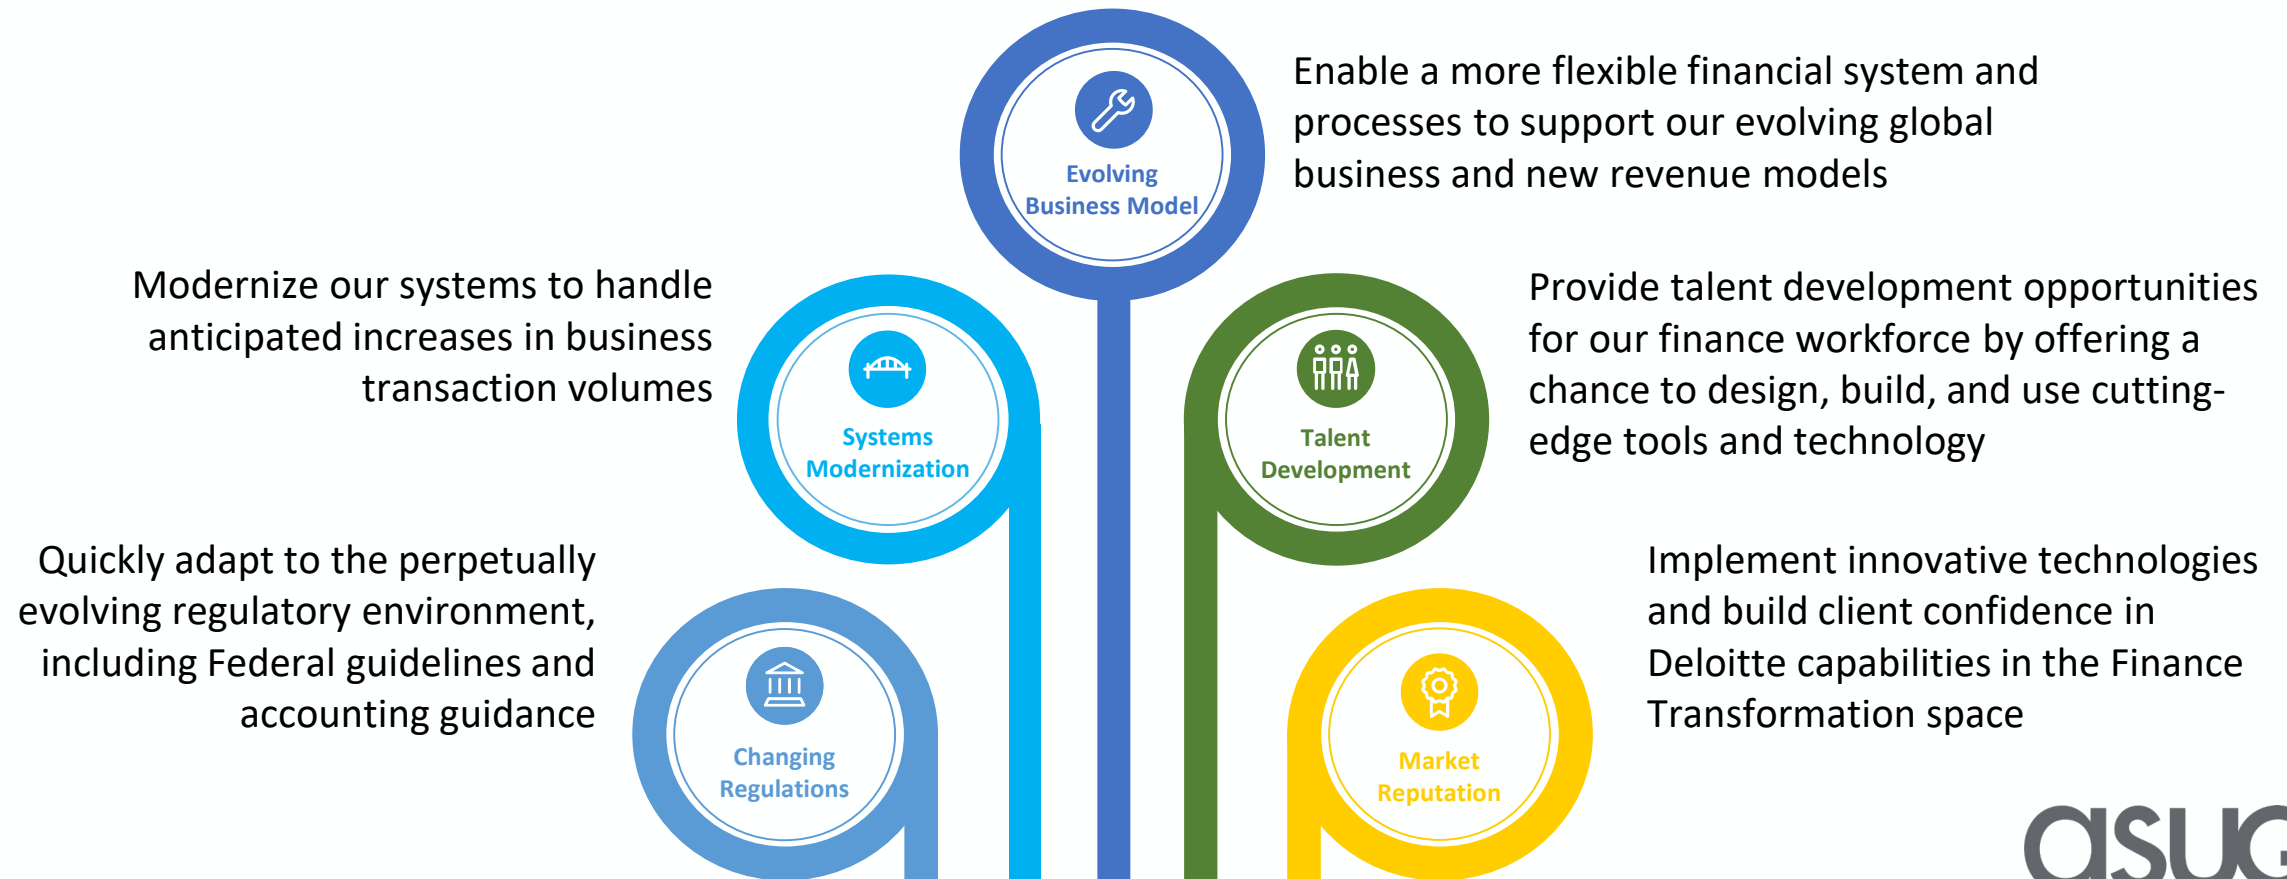 Evolving
Business Model
Enable a more flexible financial system and
processes to support our evolving global
business and new revenue models
Modernize our systems to handle
anticipated increases in business
transaction volumes
Systems
Modernization
Talent
Development
Provide talent development opportunities
for our finance workforce by offering a
chance to design, build, and use cutting-
edge tools and technology
Quickly adapt to the perpetually
evolving regulatory environment,
including Federal guidelines and
accounting guidance
Changing
Regulations
Market
Reputation
Implement innovative technologies
and build client confidence in
Deloitte capabilities in the Finance
Transformation space
asug